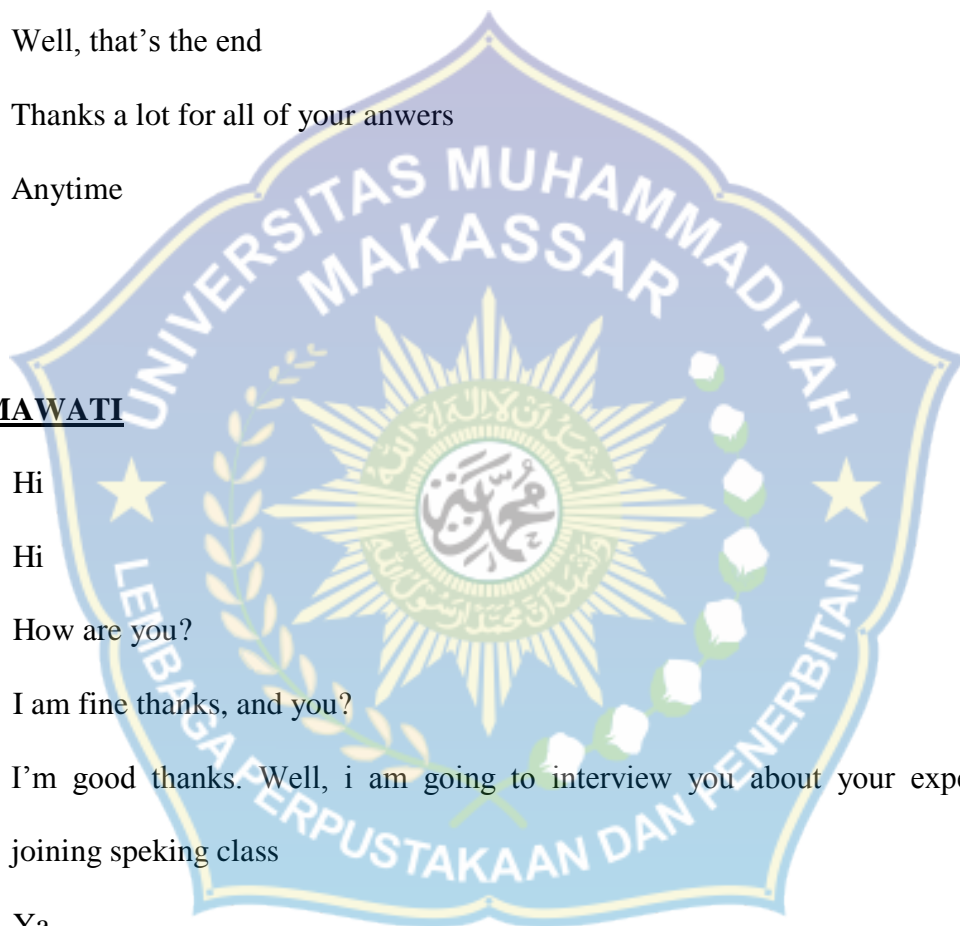 Well, that’s the end
Thanks a lot for all of your anwers
Anytime
UNIVERSITAS MUHAMMADIYAH
MAKASSAR
MAWATI
Hi
Hi
How are you?
I am fine thanks, and you?
I’m good thanks. Well, i am going to interview you about your expe
joining speking class
Ya
LEMBAGA PERPUSTAKAAN DAN PENERBITAN